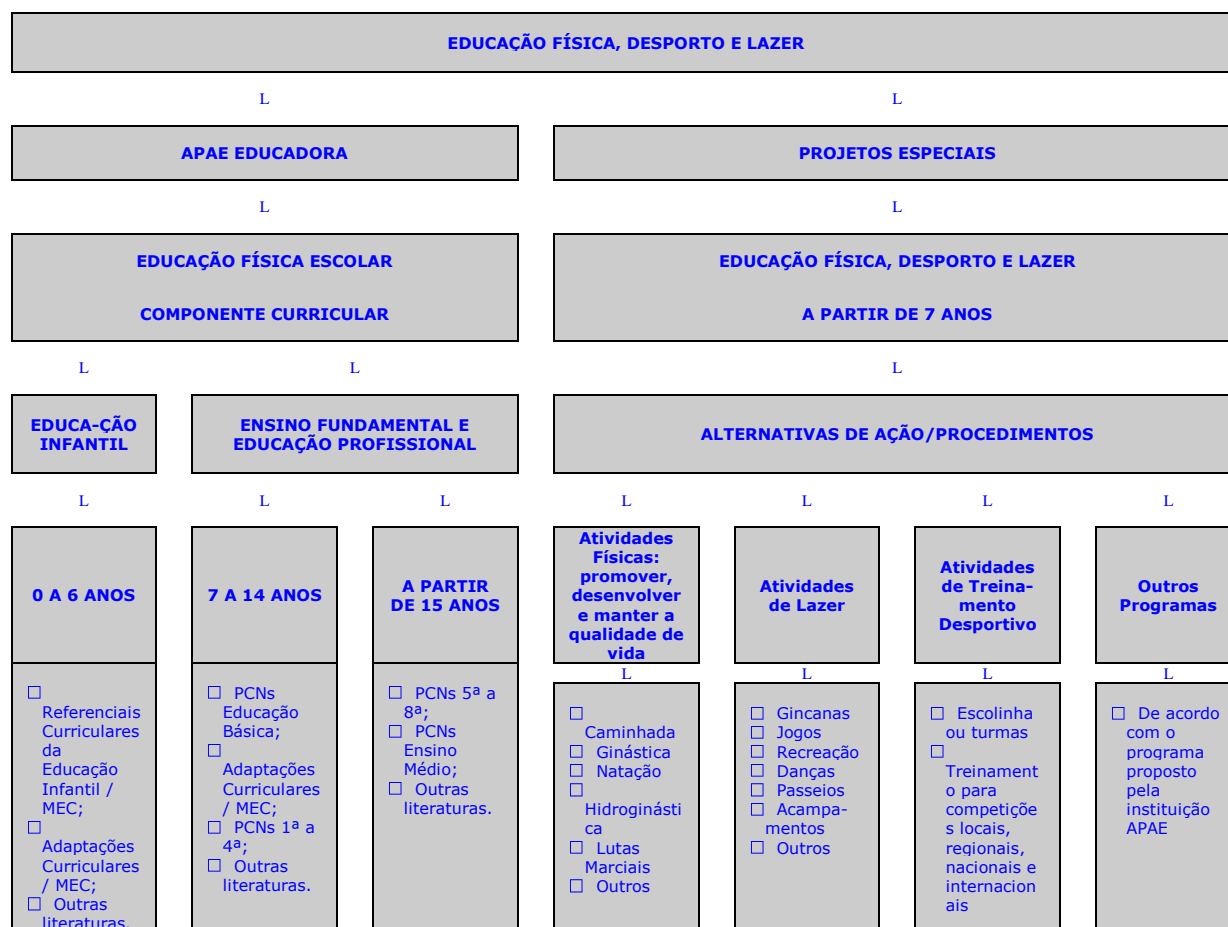 EDUCAÇÃO FÍSICA, DESPORTO E LAZER
L
L
APAE EDUCADORA
PROJETOS ESPECIAIS
L
L
EDUCAÇÃO FÍSICA ESCOLAR
COMPONENTE CURRICULAR
EDUCAÇÃO FÍSICA, DESPORTO E LAZER
A PARTIR DE 7 ANOS
L
L
L
EDUCA-ÇÃO
INFANTIL
ENSINO FUNDAMENTAL E
EDUCAÇÃO PROFISSIONAL
ALTERNATIVAS DE AÇÃO/PROCEDIMENTOS
L
L
L
L
L
L
L
0 A 6 ANOS
7 A 14 ANOS
A PARTIR
DE 15 ANOS
Atividades
Físicas:
promover,
desenvolver
e manter a
qualidade de
vida
Atividades
de Lazer
Atividades
de Treina-
mento
Desportivo
Outros
Programas
L
L
L
L
☐
Referenciais
Curriculares
da
Educação
Infantil /
MEC;
☐
Adaptações
Curriculares
/ MEC;
☐ Outras
literaturas.
☐ PCNs
Educação
Básica;
☐
Adaptações
Curriculares
/ MEC;
☐ PCNs 1ª a
4ª;
☐ Outras
literaturas.
☐ PCNs 5ª a
8ª;
☐ PCNs
Ensino
Médio;
☐ Outras
literaturas.
☐
Caminhada
☐ Ginástica
☐ Natação
☐
Hidroginásti
ca
☐ Lutas
Marciais
☐ Outros
☐ Gincanas
☐ Jogos
☐ Recreação
☐ Danças
☐ Passeios
☐ Acampa-
mentos
☐ Outros
☐ Escolinha
ou turmas
☐
Treinament
o para
competiçõe
s locais,
regionais,
nacionais e
internacion
ais
☐ De acordo
com o
programa
proposto
pela
instituição
APAE